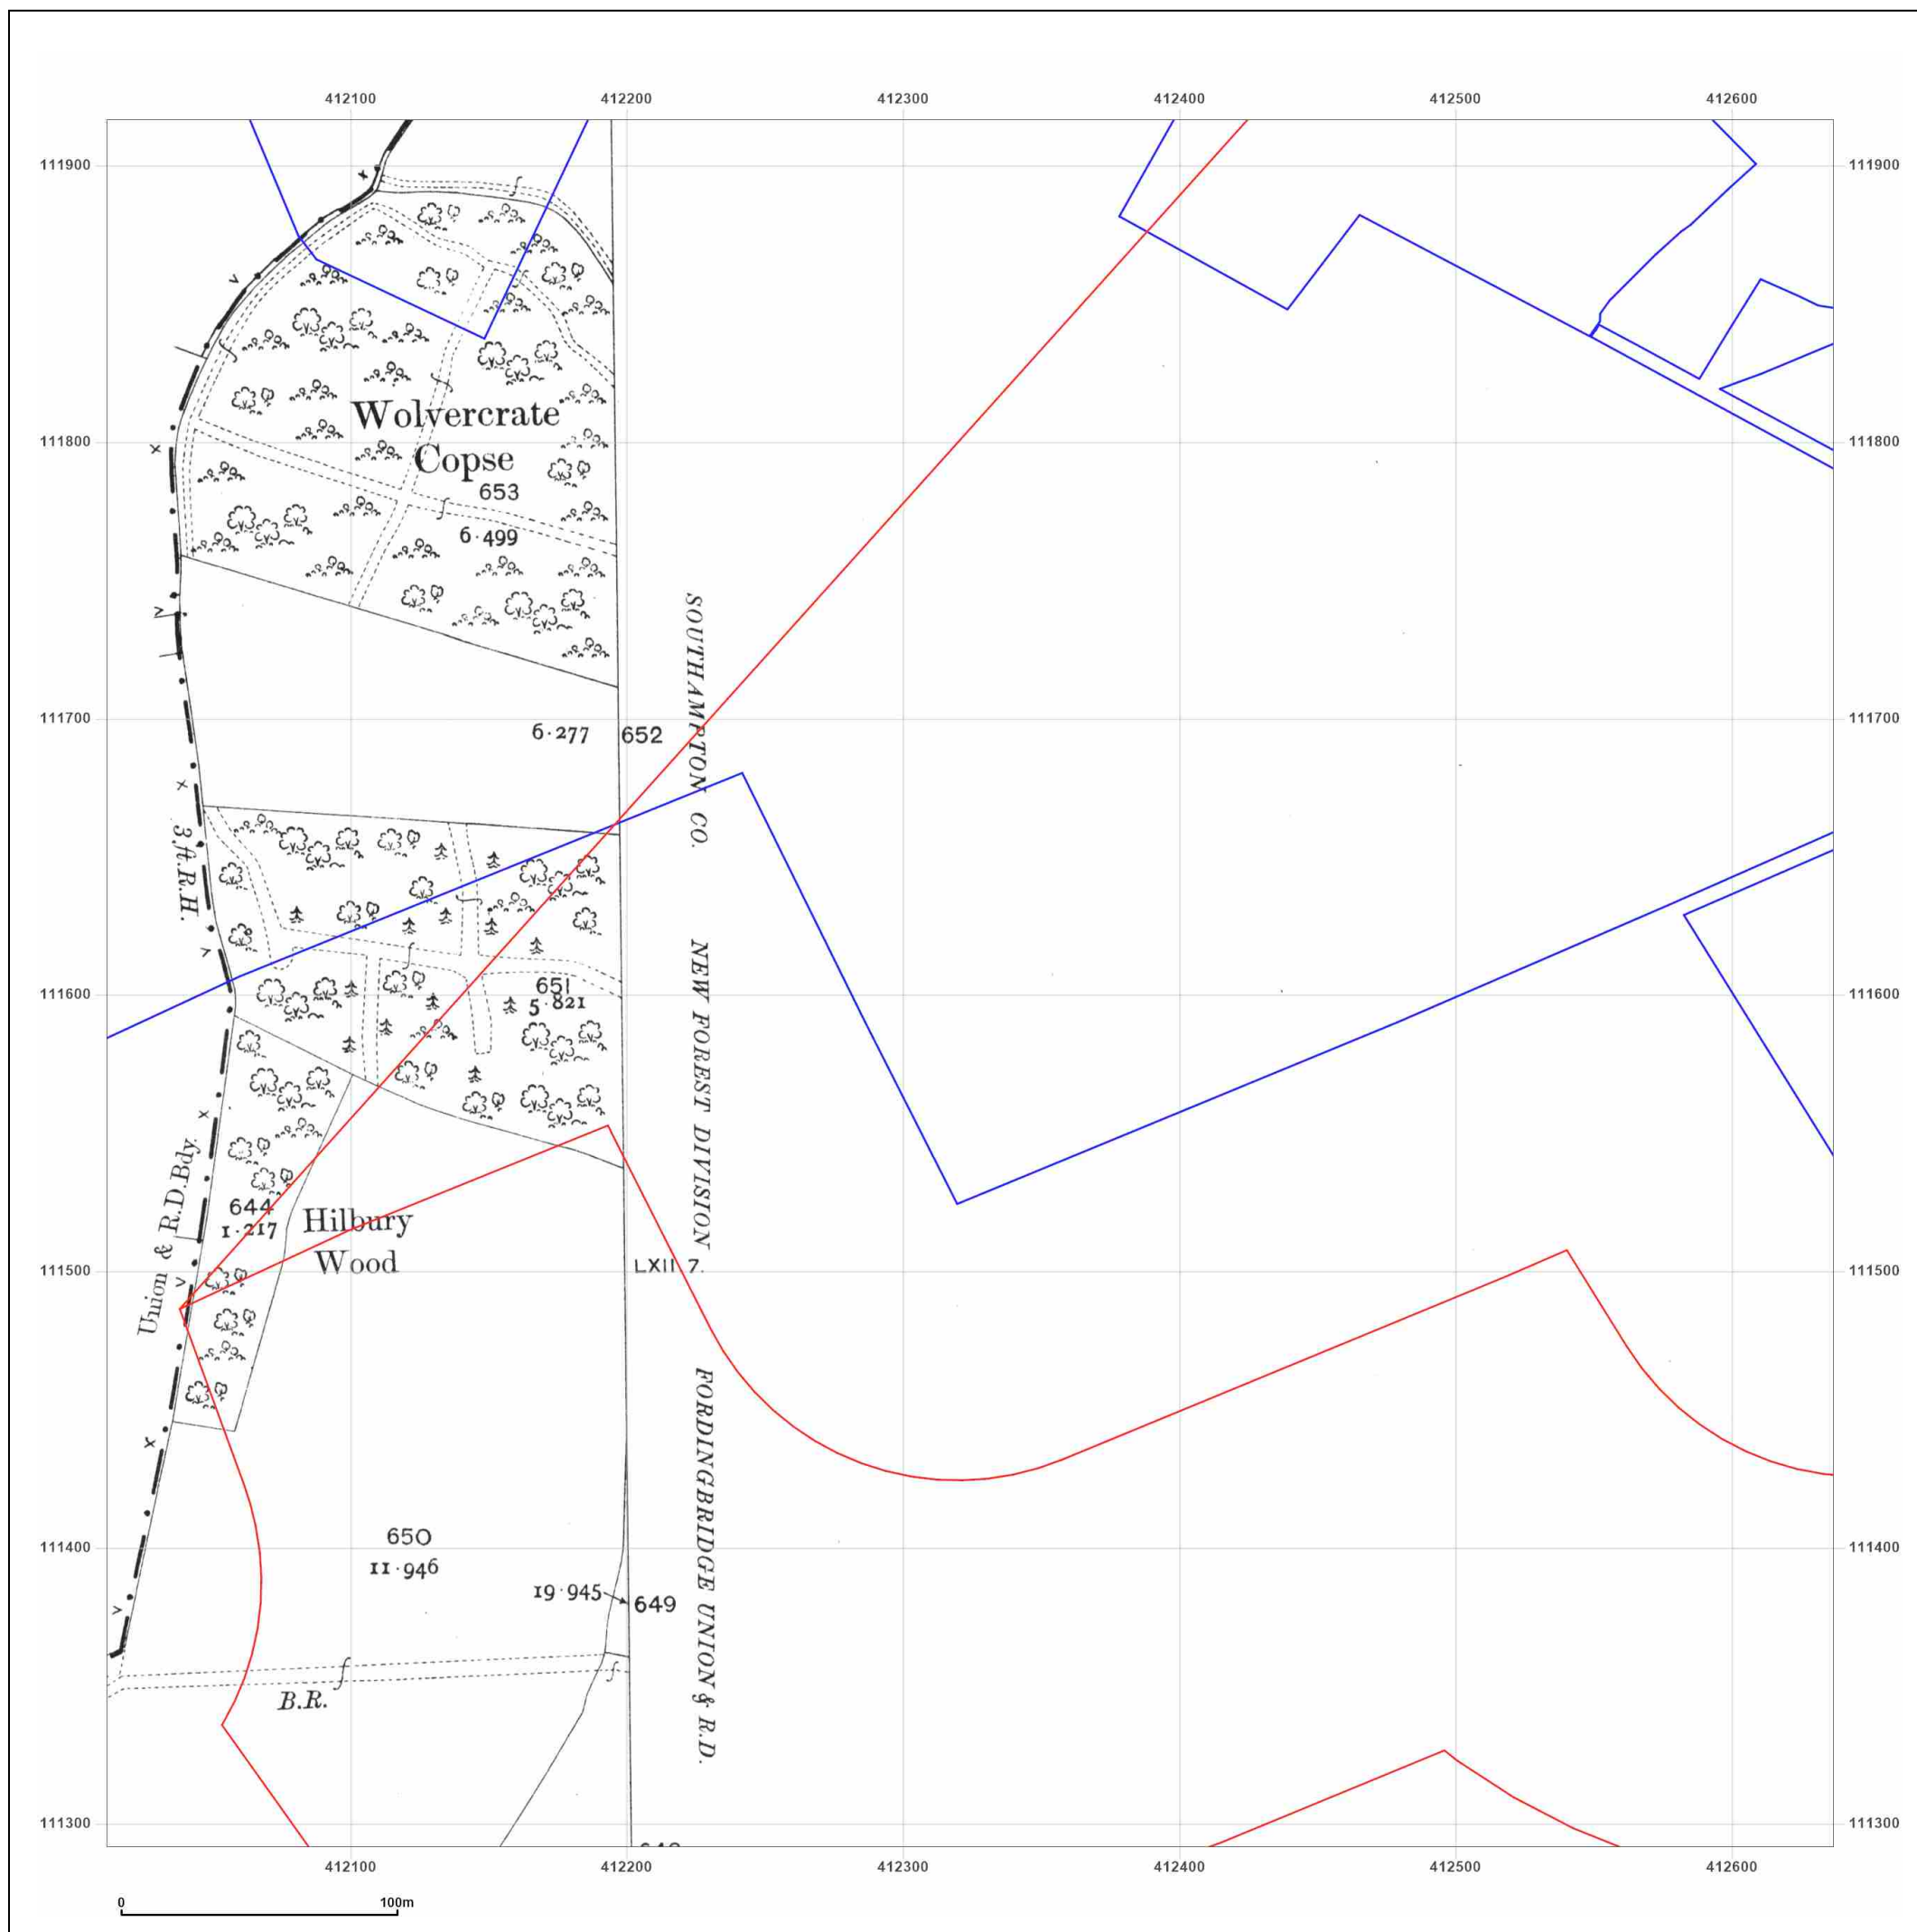 412100 412200 412300 412400 412500 412600
111900 111900
Wolvercrate
111800 111800
Copse
653
6·499
SOUTHAMPTON CO.
111700 111700
6·277 652
3ft.R.H.
NEW FOREST DIVISION
651
111600 111600
5·821
Union & R.D.Bdy.
644
1·217
Hilbury
Wood
LXII 7.
111500 111500
FORDINGBRIDGE UNION & R.D.
650
111400 111400
11·946
19·945 649
B.R.
111300 111300
412100 412200 412300 412400 412500 412600
0 100m